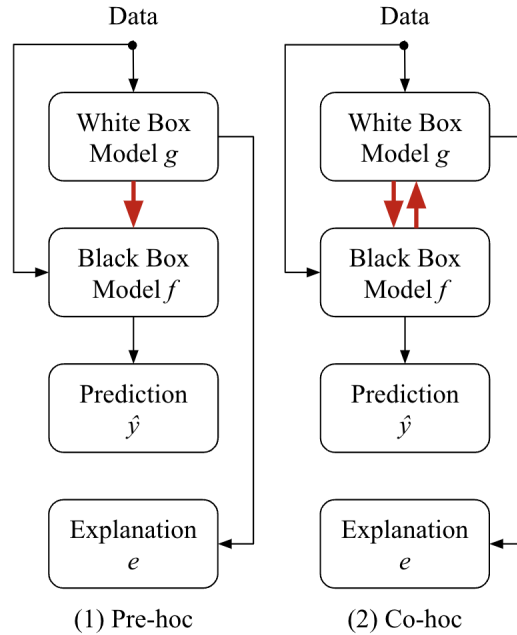 Data
White Box
Model g
Black Box
Model f
Prediction
ŷ
Explanation
e
(1) Pre-hoc
Data
White Box
Model g
Black Box
Model f
Prediction
ŷ
Explanation
e
(2) Co-hoc